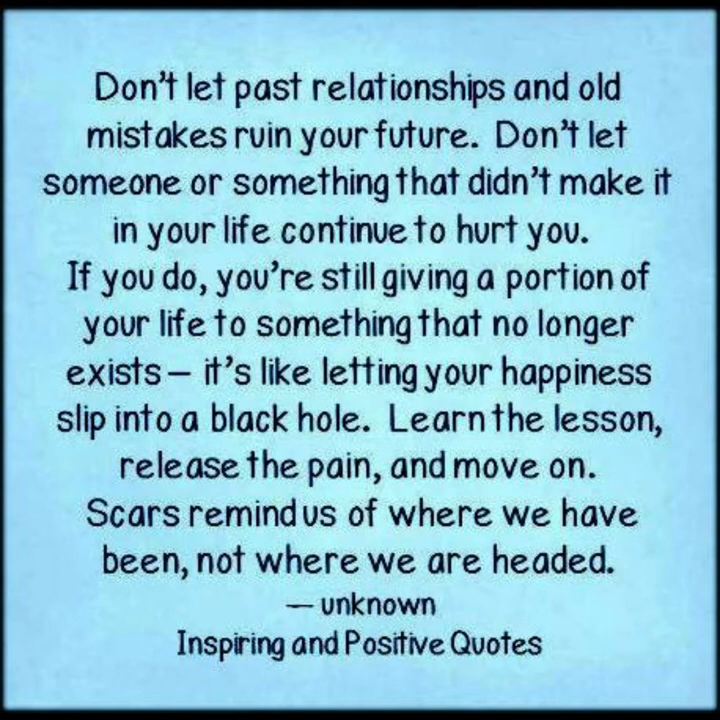 Don't let past relationships and old
mistakes ruin your future. Don't let
someone or something that didn't make it
in your life continue to hurt you.
If you do, you're still giving a portion of
your life to something that no longer
exists — it's like letting your happiness
slip into a black hole. Learn the lesson,
release the pain, and move on.
Scars remind us of where we have
been, not where we are headed.
— unknown
Inspiring and Positive Quotes